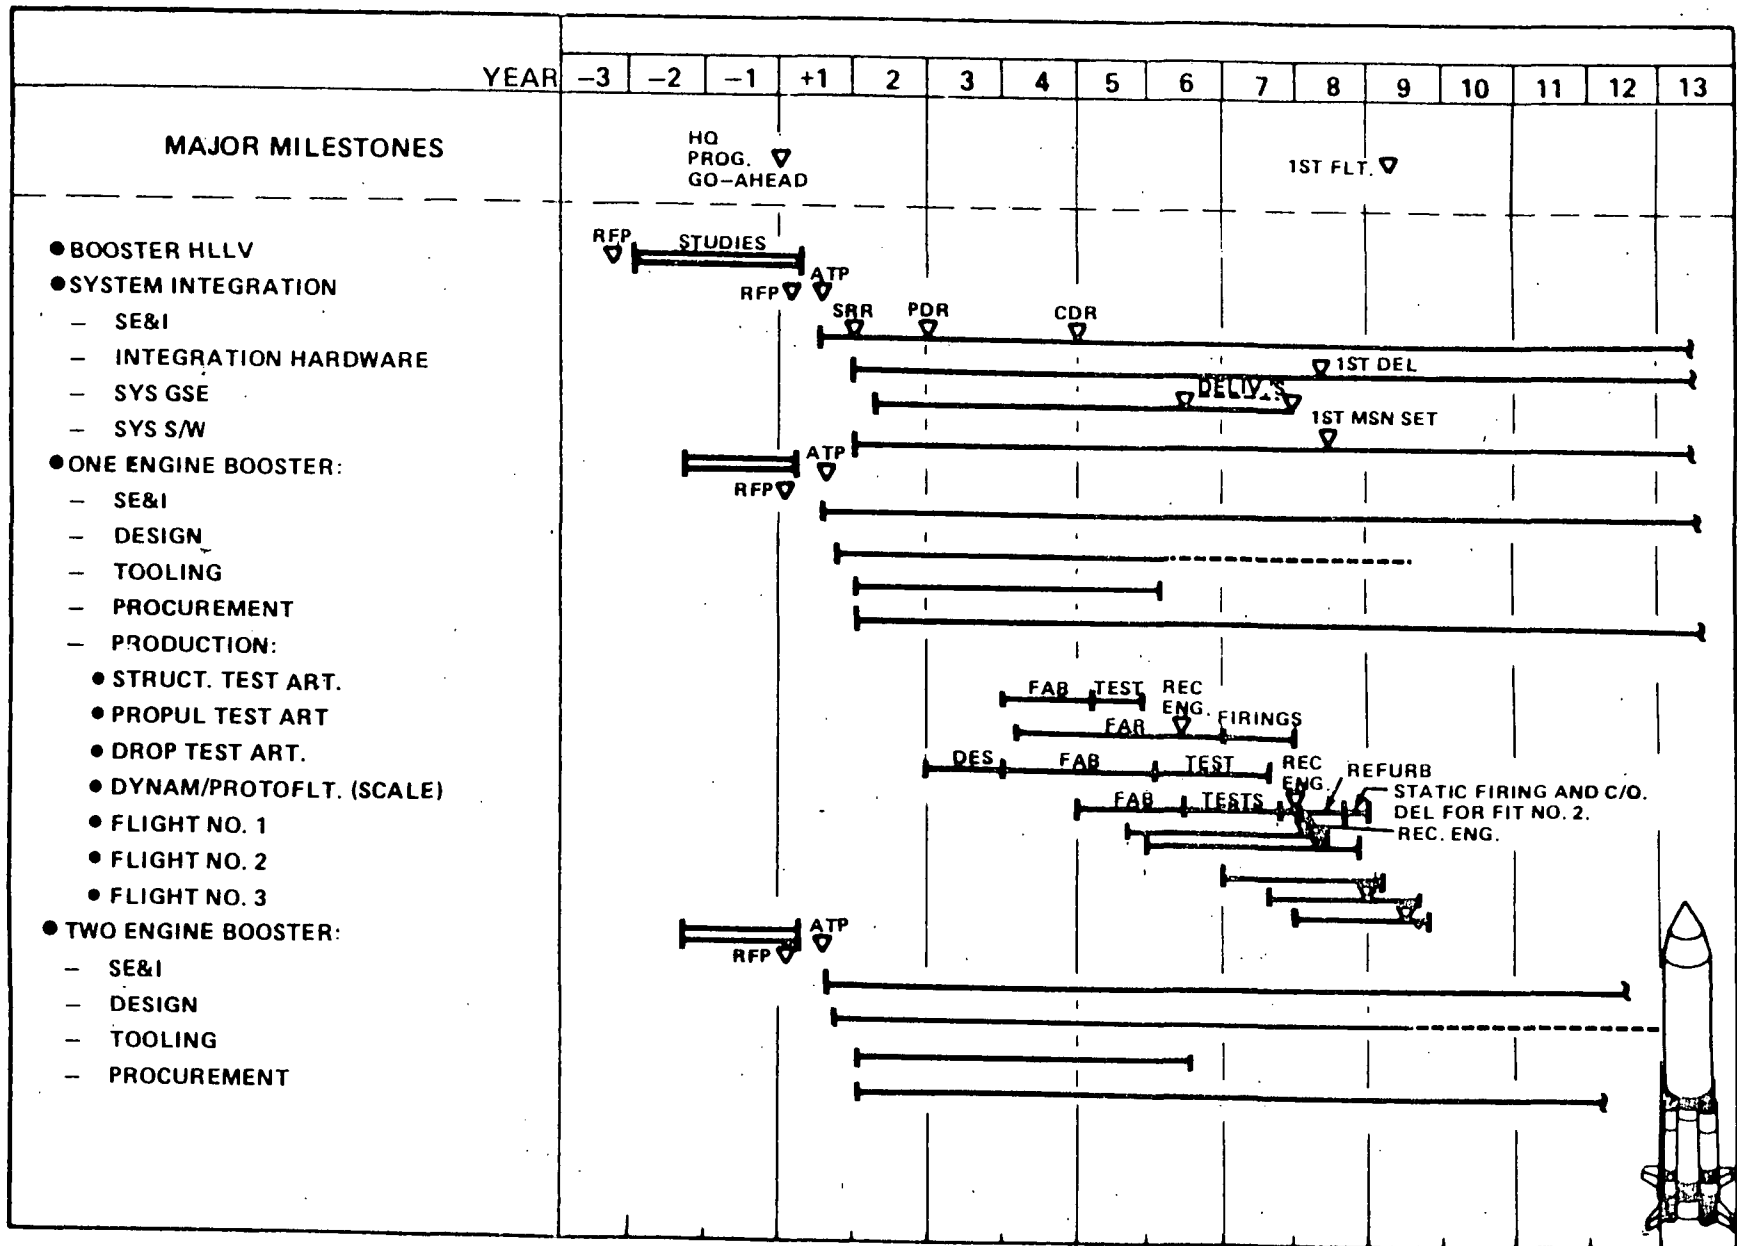 YEAR -3 -2 -1 +1 2 3 4 5 6 7 8 9 10 11 12 13
MAJOR MILESTONES
HQ
PROG.
GO-AHEAD
1ST FLT.
● BOOSTER HLLV
RFP
STUDIES
● SYSTEM INTEGRATION
RFP
ATP
– SE&I
SRR
PDR
CDR
– INTEGRATION HARDWARE
1ST DEL
– SYS GSE
DELIV.'S
– SYS S/W
1ST MSN SET
● ONE ENGINE BOOSTER:
ATP
RFP
– SE&I
– DESIGN
– TOOLING
– PROCUREMENT
– PRODUCTION:
● STRUCT. TEST ART.
FAB
TEST
● PROPUL TEST ART
FAR
REC
ENG.
FIRINGS
● DROP TEST ART.
DES
FAB
TEST
● DYNAM/PROTOFLT. (SCALE)
FAB
TESTS
REC
ENG.
REFURB
STATIC FIRING AND C/O.
DEL FOR FIT NO. 2.
● FLIGHT NO. 1
REC. ENG.
● FLIGHT NO. 2
● FLIGHT NO. 3
● TWO ENGINE BOOSTER:
ATP
RFP
– SE&I
– DESIGN
– TOOLING
– PROCUREMENT